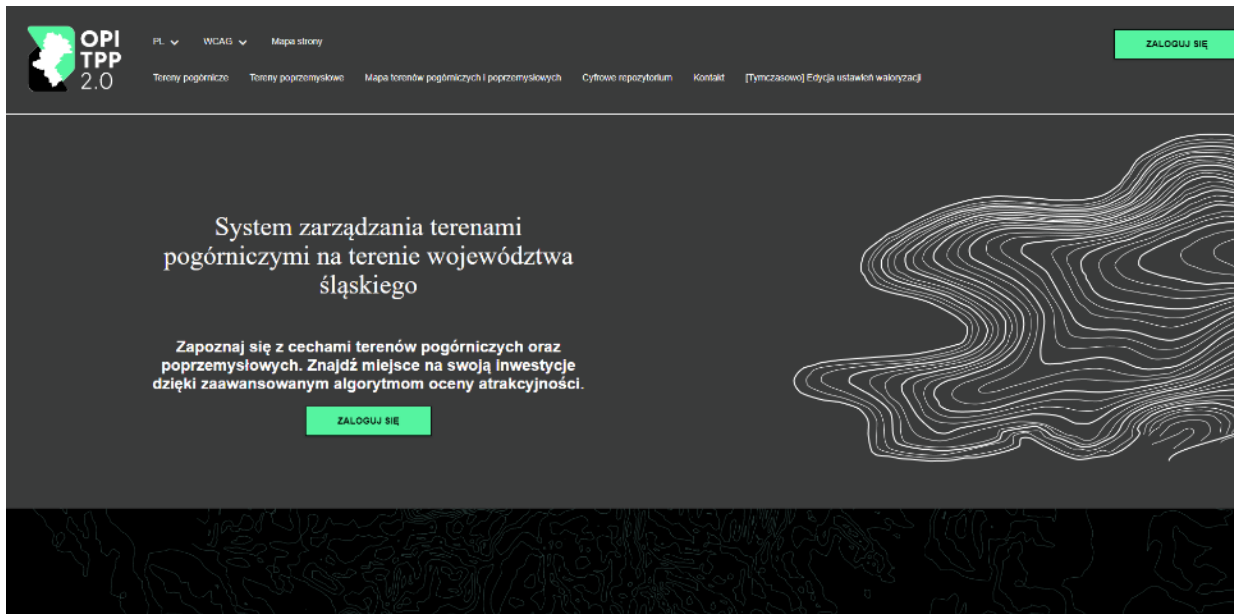 OPI
TPP
2.0
PL
WCAG
Mapa strony
ZALOGUJ SIĘ
Tereny pogórnicze
Tereny poprzemysłowe
Mapa terenów pogórniczych i poprzemysłowych
Cyfrowe repozytorium
Kontakt
[Tymczasowo] Edycja ustawień waloryzacji
System zarządzania terenami
pogórniczymi na terenie województwa
śląskiego
Zapoznaj się z cechami terenów pogórniczych oraz
poprzemysłowych. Znajdź miejsce na swoją inwestycje
dzięki zaawansowanym algorytmom oceny atrakcyjności.
ZALOGUJ SIĘ